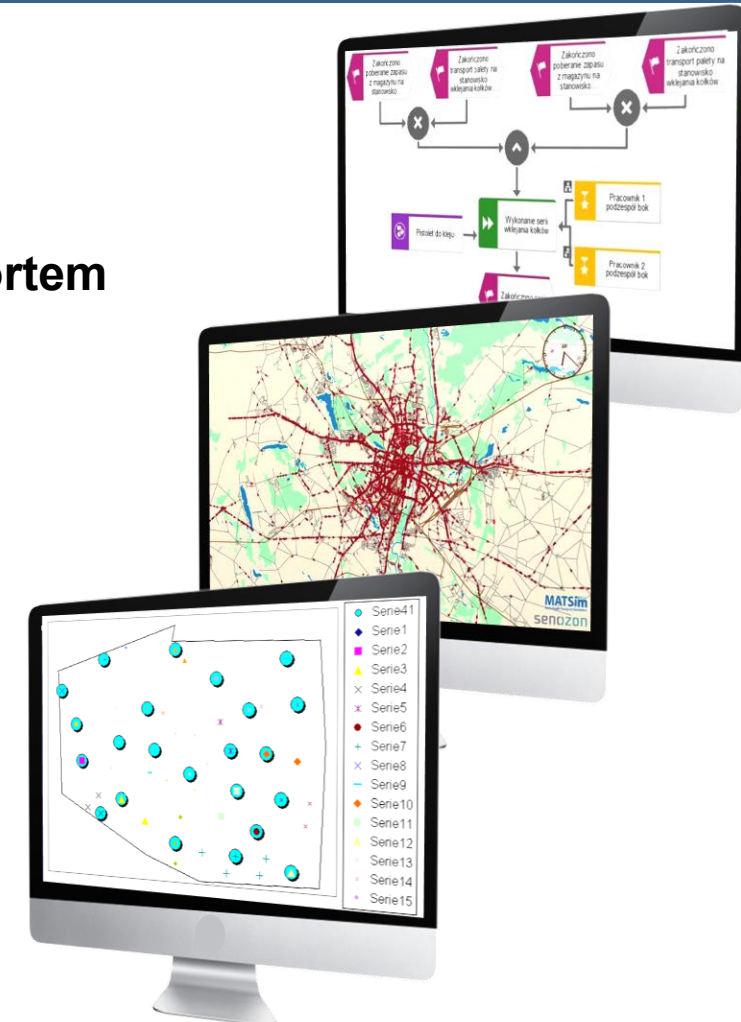 Zakończono
pobieranie zapasu
z magazynu na
stanowisko...
Zakończono
transport palety na
stanowisko
wklejania kołków
Zakończono
pobieranie zapasu z
magazynu na
stanowisko...
Zakończono
transport palety na
stanowisko
wklejania kołków
Pistolet do kleju
Wykonanie serii
wklejania kołków
Pracownik 1
podzespół bok
Pracownik 2
podzespół bok
ortem
MATSim
senozon
Serie41
Serie1
Serie2
Serie3
Serie4
Serie5
Serie6
Serie7
Serie8
Serie9
Serie10
Serie11
Serie12
Serie13
Serie14
Serie15